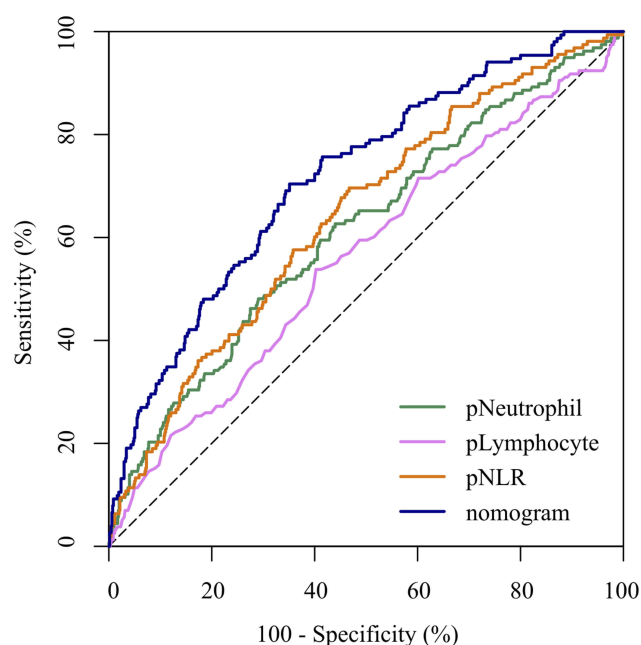 100
80
60
40
20
0
Sensitivity (%)
pNeutrophil
pLymphocyte
pNLR
nomogram
0 20 40 60 80 100
100 - Specificity (%)